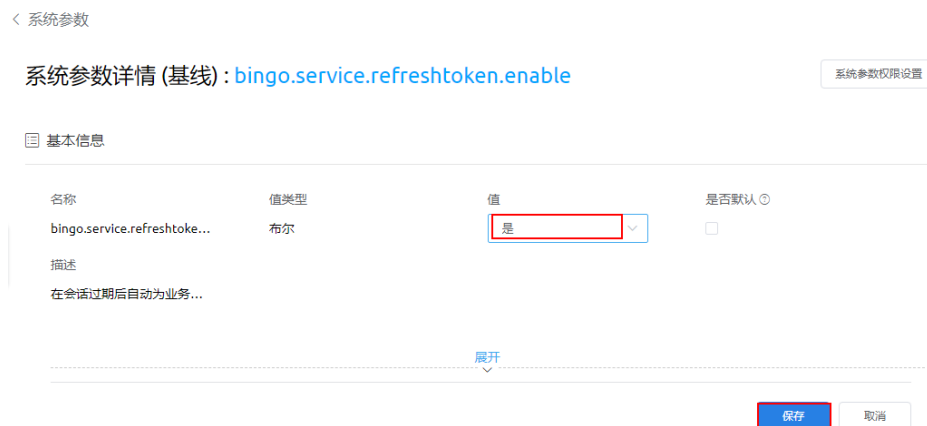 系统参数
系统参数详情 (基线) : bingo.service.refreshtoken.enable
系统参数权限设置
基本信息
名称 值类型 值 是否默认
bingo.service.refreshtoke... 布尔 是
描述
在会话过期后自动为业务...
展开
保存 取消